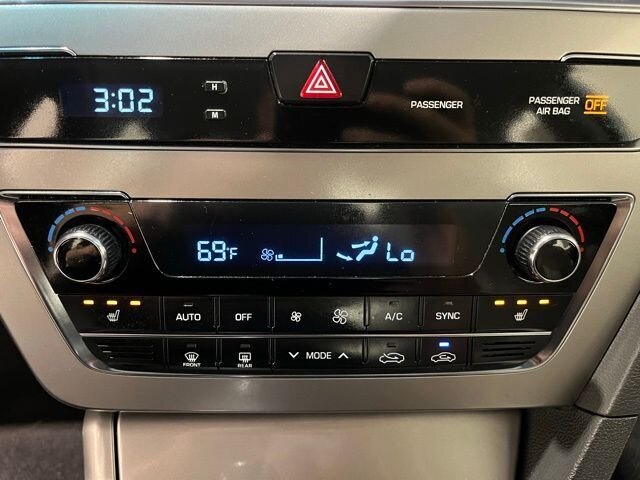 3:02
H
M
PASSENGER
PASSENGER
AIR BAG OFF
69°F Lo
AUTO OFF A/C SYNC
FRONT REAR MODE